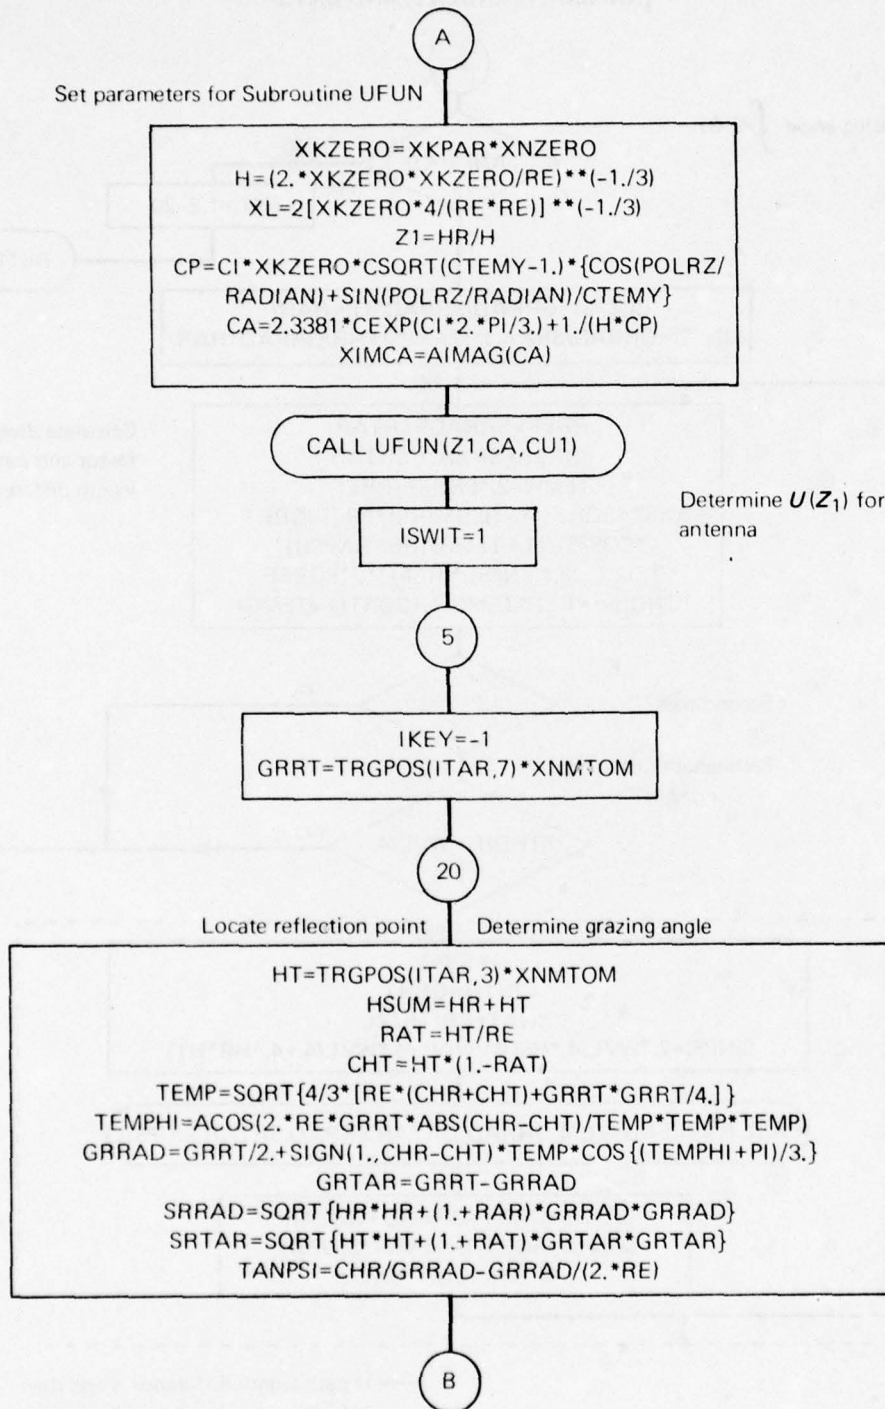 A
Set parameters for Subroutine UFUN
XKZERO=XKPAR*XNZERO
H=(2.*XKZERO*XKZERO/RE)**(-1./3)
XL=2[XKZERO*4/(RE*RE)]**(-1./3)
Z1=HR/H
CP=CI*XKZERO*CSQRT(CTEMY-1.)*{COS(POLRZ/
RADIAN)+SIN(POLRZ/RADIAN)/CTEMY}
CA=2.3381*CEXP(CI*2.*PI/3.)+1./(H*CP)
XIMCA=AIMAG(CA)
CALL UFUN(Z1,CA,CU1)
Determine U(Z1) for
antenna
ISWIT=1
5
IKEY=-1
GRRT=TRGPOS(ITAR,7)*XNMTOM
20
Locate reflection point Determine grazing angle
HT=TRGPOS(ITAR,3)*XNMTOM
HSUM=HR+HT
RAT=HT/RE
CHT=HT*(1.-RAT)
TEMP=SQRT{4/3*[RE*(CHR+CHT)+GRRT*GRRT/4.]}
TEMPHI=ACOS(2.*RE*GRRT*ABS(CHR-CHT)/TEMP*TEMP*TEMP)
GRRAD=GRRT/2.+SIGN(1.,CHR-CHT)*TEMP*COS{(TEMPHI+PI)/3.}
GRTAR=GRRT-GRRAD
SRRAD=SQRT{HR*HR+(1.+RAR)*GRRAD*GRRAD}
SRTAR=SQRT{HT*HT+(1.+RAT)*GRTAR*GRTAR}
TANPSI=CHR/GRRAD-GRRAD/(2.*RE)
B